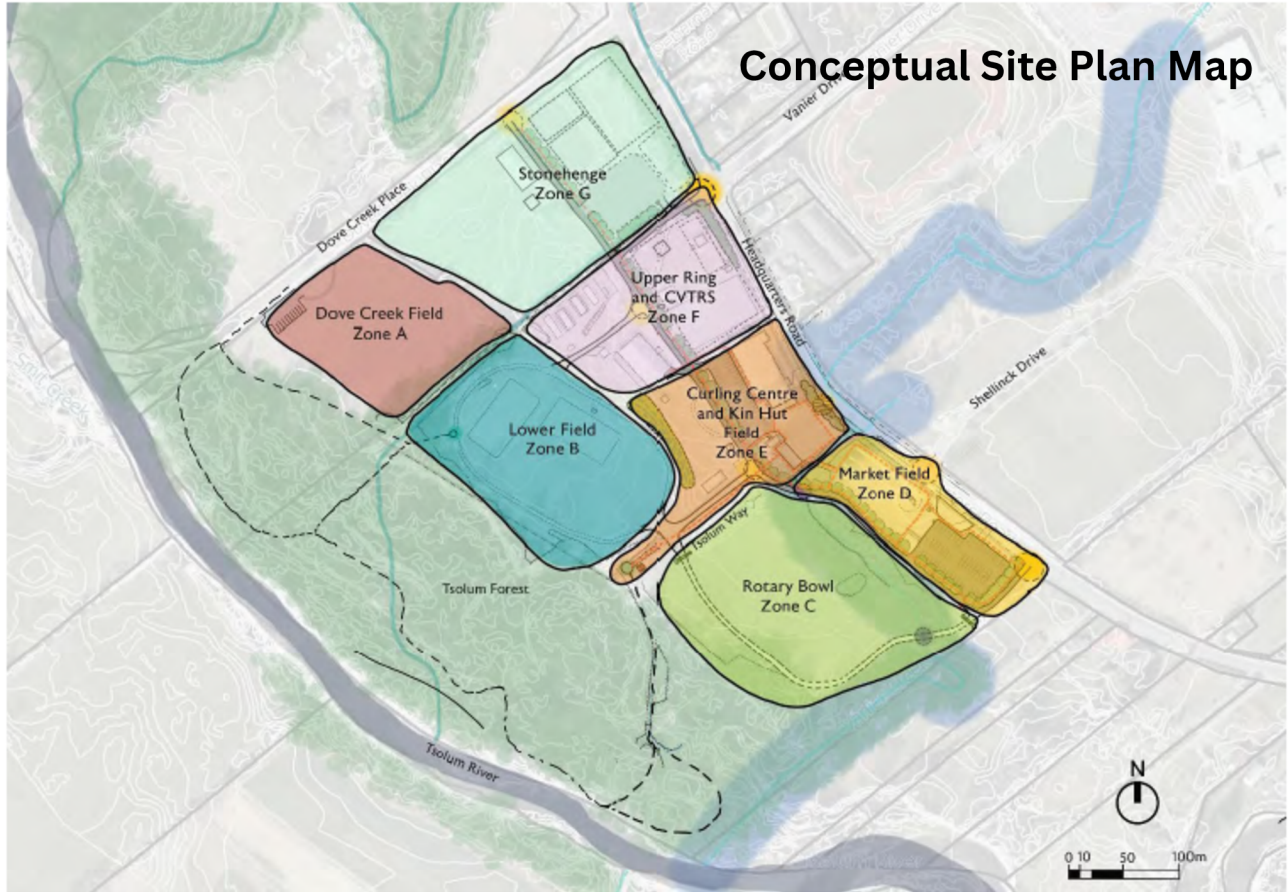 Conceptual Site Plan Map
Vanier Drive
Stonehenge
Zone G
Dove Creek Place
Headquarters Road
Upper Ring
and CVTRS
Zone F
Dove Creek Field
Zone A
Shellinck Drive
Curling Centre
and Kin Hut
Field
Zone E
Lower Field
Zone B
Market Field
Zone D
Tsolum Way
Tsolum Forest
Rotary Bowl
Zone C
Tsolum River
N
0 10 50 100m